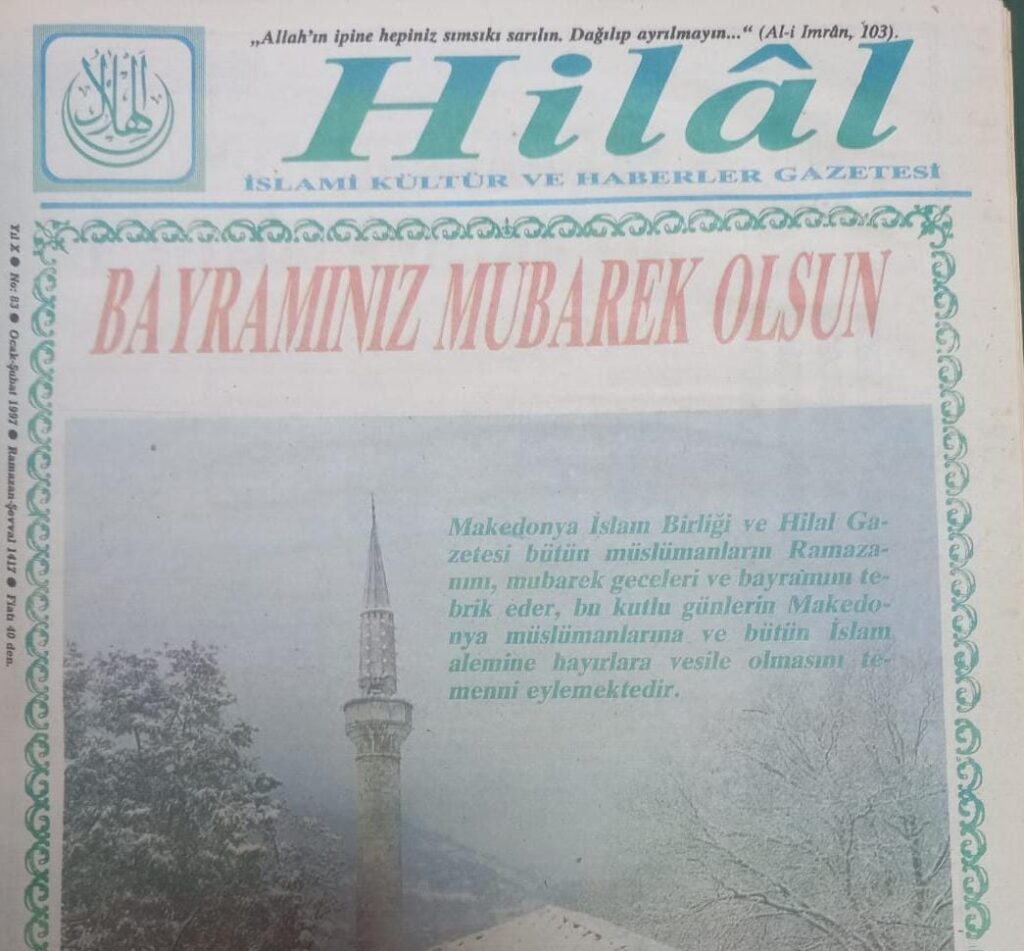 „Allah'ın ipine hepiniz sımsıkı sarılın. Dağılıp ayrılmayın...“ (Al-i Imrân, 103).
الهلال
Hilâl
İSLAMİ KÜLTÜR VE HABERLER GAZETESİ
Yıl X ● No: 83 ● Ocak-Şubat 1997 ● Ramazan-Şevval 1417 ● Fiatı 40 den.
BAYRAMINIZ MUBAREK OLSUN
Makedonya İslam Birliği ve Hilal Ga-
zetesi bütün müslümanların Ramaza-
nını, mubarek geceleri ve bayramını te-
brik eder, bu kutlu günlerin Makedo-
nya müslümanlarına ve bütün İslam
alemine hayırlara vesile olmasını te-
menni eylemektedir.